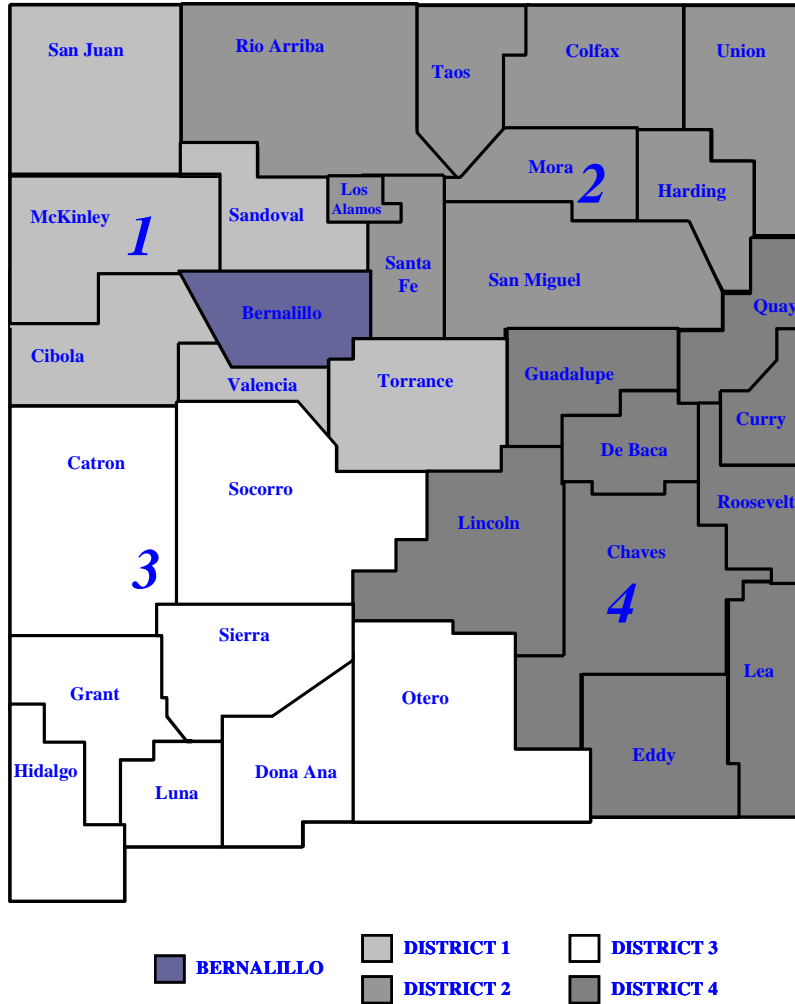 San Juan
Rio Arriba
Taos
Colfax
Union
McKinley
1
Sandoval
Los
Alamos
Mora
2
Harding
Santa
Fe
San Miguel
Quay
Bernalillo
Cibola
Valencia
Torrance
Guadalupe
Curry
De Baca
Catron
Socorro
Roosevelt
Lincoln
Chaves
3
4
Sierra
Grant
Otero
Lea
Hidalgo
Luna
Dona Ana
Eddy
BERNALILLO
DISTRICT 1
DISTRICT 2
DISTRICT 3
DISTRICT 4